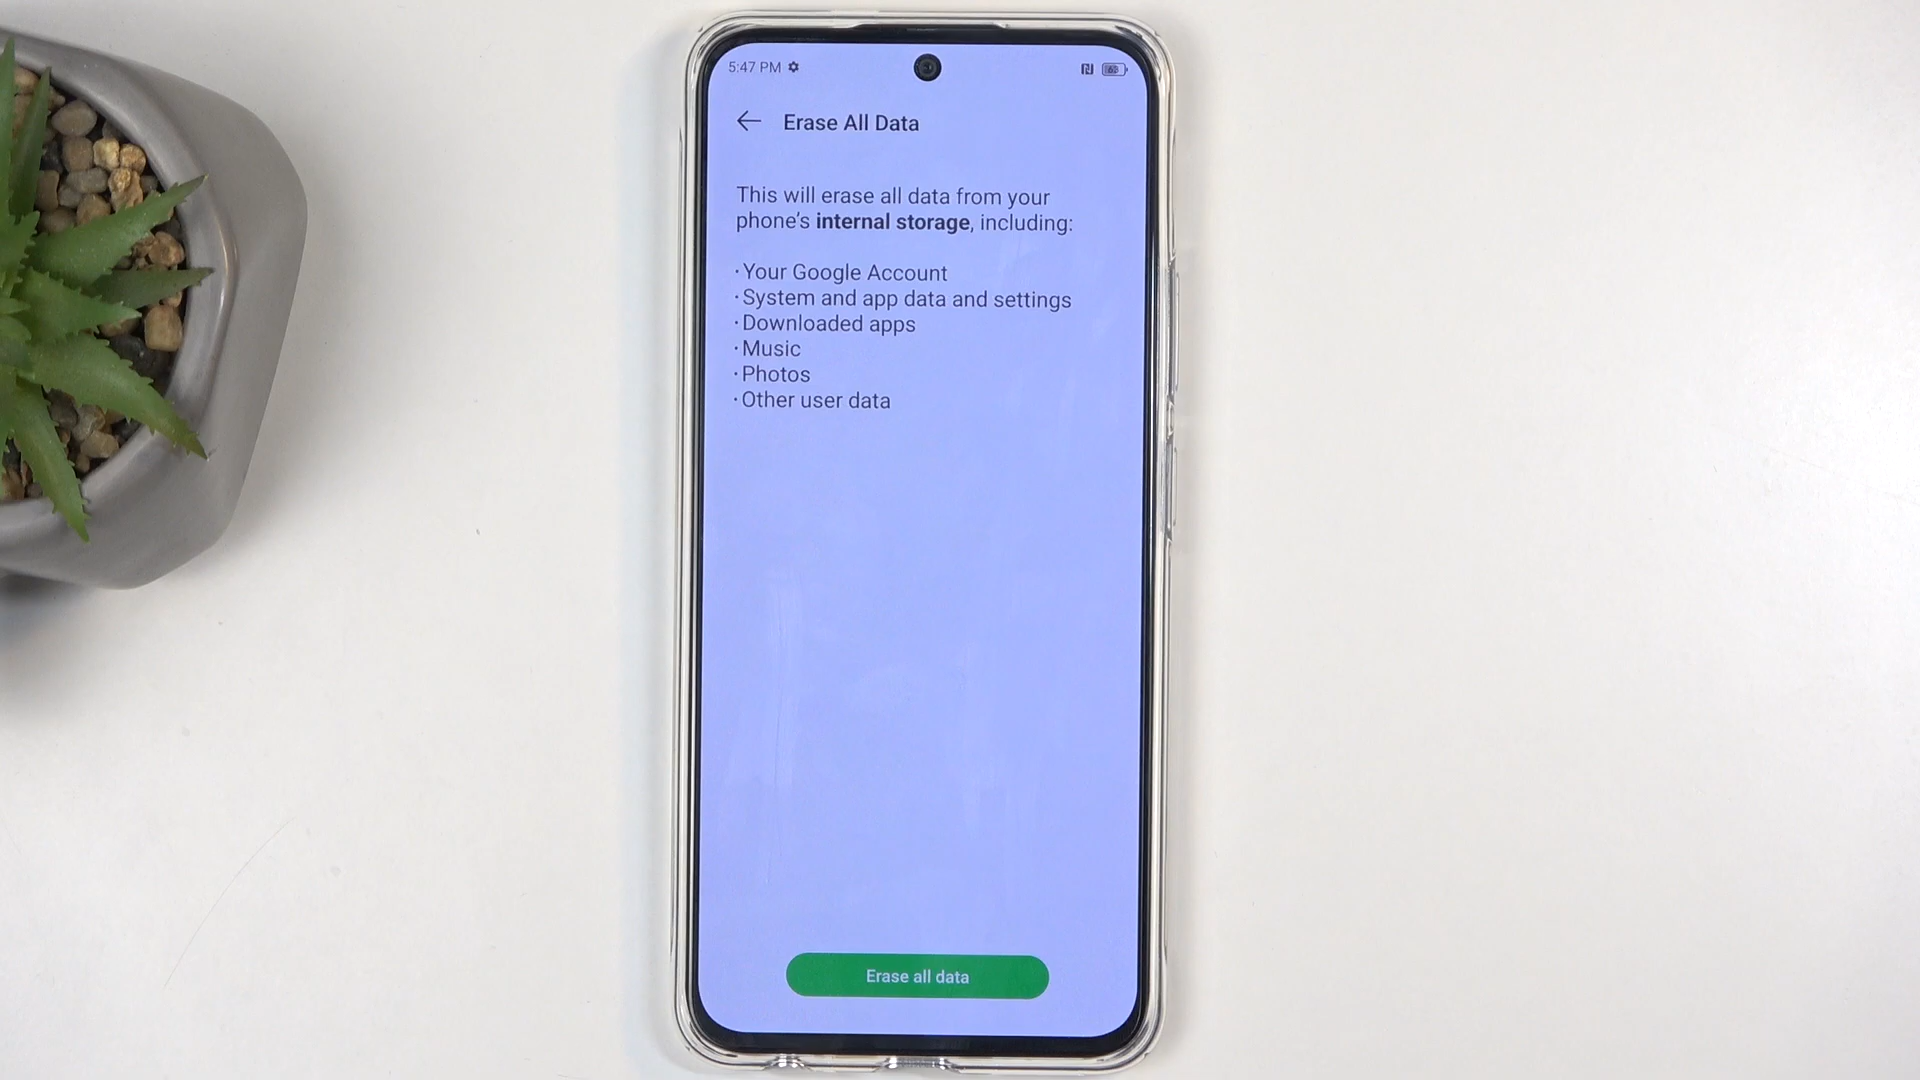 5:47 PM
Erase All Data
This will erase all data from your
phone's internal storage, including:
· Your Google Account
· System and app data and settings
· Downloaded apps
· Music
· Photos
· Other user data
Erase all data